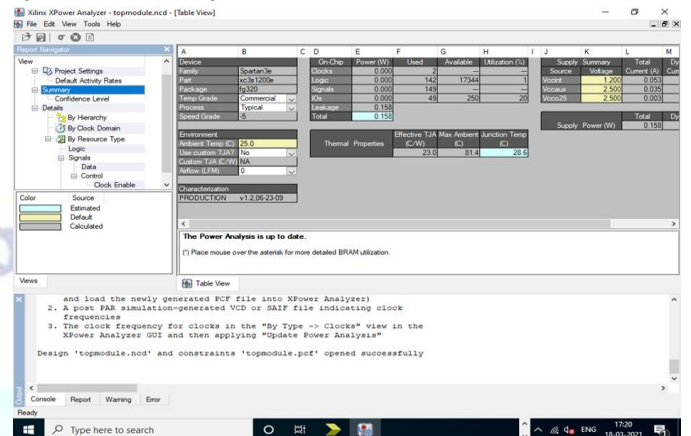 Xilinx XPower Analyzer - topmodule.ncd - [Table View]
File Edit View Tools Help
Report Navigator
View
Project Settings
Default Activity Rates
Summary
Confidence Level
Details
By Hierarchy
By Clock Domain
By Resource Type
Logic
Signals
Data
Control
Clock Enable
Color Source
Estimated
Default
Calculated
Views
A B C D E F G H I J K L M
Device
Family Spartan3e
Part xc3s1200e
Package fg320
Temp Grade Commercial
Process Typical
Speed Grade -5
Environment
Ambient Temp (C) 25.0
Use custom TJA? No
Custom TJA (C/W) NA
Airflow (LFM) 0
Characterization
PRODUCTION v1.2,06-23-09
On-Chip Power (W) Used Available Utilization (%)
Clocks 0.000 2 --- ---
Logic 0.000 142 17344 1
Signals 0.000 149 --- ---
IOs 0.000 49 250 20
Leakage 0.158
Total 0.158
Effective TJA Max Ambient Junction Temp
Thermal Properties (C/W) (C) (C)
23.0 81.4 28.6
Supply Summary Total Dy
Source Voltage Current (A) Cur
Vccint 1.200 0.053
Vccaux 2.500 0.035
Vcco25 2.500 0.003
Total Dy
Supply Power (W) 0.158
The Power Analysis is up to date.
(*) Place mouse over the asterisk for more detailed BRAM utilization.
Table View
and load the newly generated PCF file into XPower Analyzer)
2. A post PAR simulation-generated VCD or SAIF file indicating clock
frequencies
3. The clock frequency for clocks in the "By Type -> Clocks" view in the
XPower Analyzer GUI and then applying "Update Power Analysis"
Design 'topmodule.ncd' and constraints 'topmodule.pcf' opened successfully
Output
Console Report Warning Error
Ready
Type here to search
ENG
17:20
18-03-2021